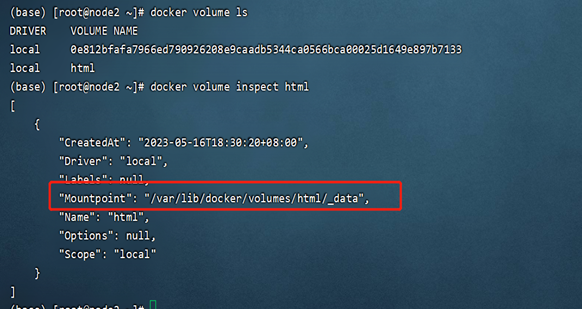 (base) [root@node2 ~]# docker volume ls
DRIVER    VOLUME NAME
local     0e812bfafa7966ed790926208e9caadb5344ca0566bca00025d1649e897b7133
local     html
(base) [root@node2 ~]# docker volume inspect html
[
    {
        "CreatedAt": "2023-05-16T18:30:20+08:00",
        "Driver": "local",
        "Labels": null,
        "Mountpoint": "/var/lib/docker/volumes/html/_data",
        "Name": "html",
        "Options": null,
        "Scope": "local"
    }
]
(base) [root@node2 ~]#